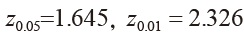 z₀.₀₅=1.645, z₀.₀₁ = 2.326